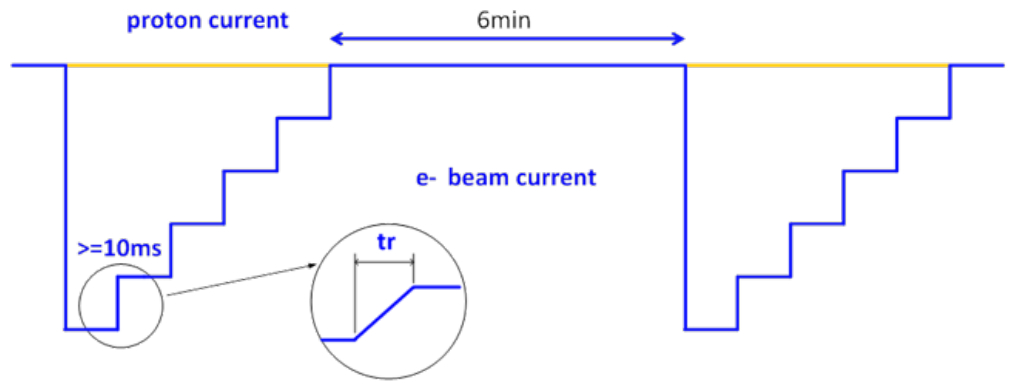 proton current
6min
e- beam current
>=10ms
tr